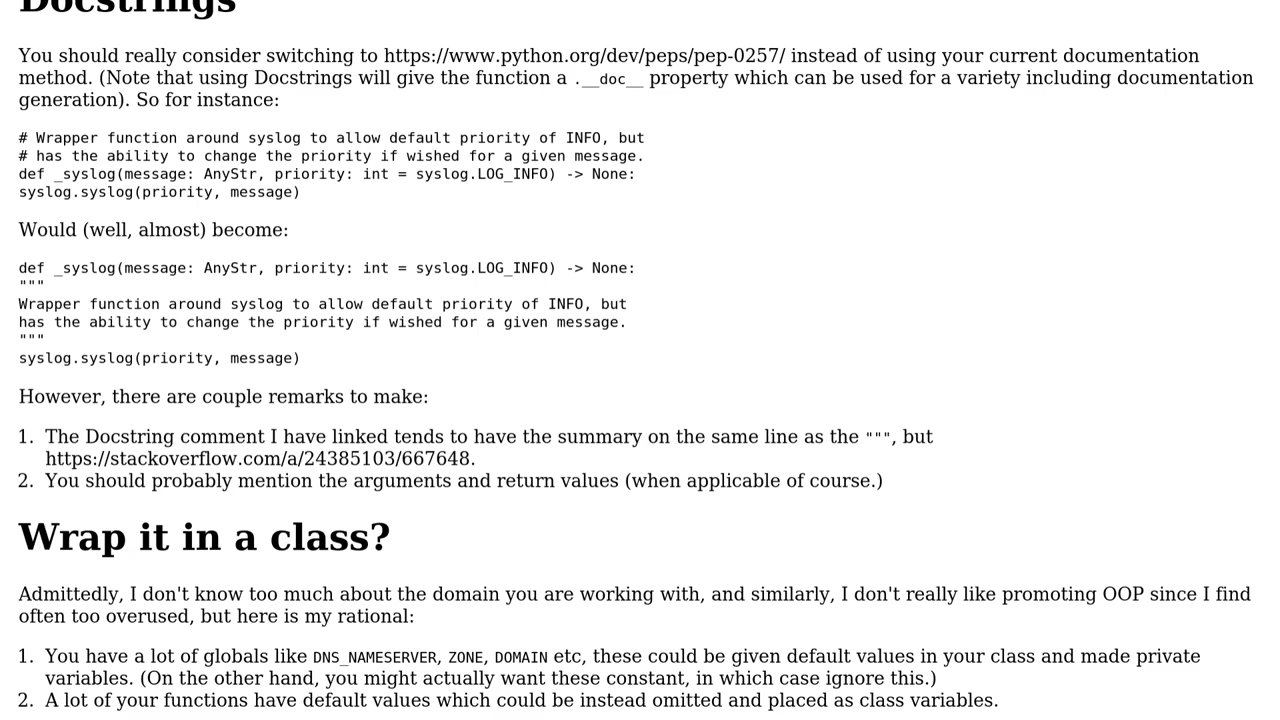 Docstrings
You should really consider switching to https://www.python.org/dev/peps/pep-0257/ instead of using your current documentation
method. (Note that using Docstrings will give the function a .__doc__ property which can be used for a variety including documentation
generation). So for instance:
# Wrapper function around syslog to allow default priority of INFO, but
# has the ability to change the priority if wished for a given message.
def _syslog(message: AnyStr, priority: int = syslog.LOG_INFO) -> None:
syslog.syslog(priority, message)
Would (well, almost) become:
def _syslog(message: AnyStr, priority: int = syslog.LOG_INFO) -> None:
"""
Wrapper function around syslog to allow default priority of INFO, but
has the ability to change the priority if wished for a given message.
"""
syslog.syslog(priority, message)
However, there are couple remarks to make:
1. The Docstring comment I have linked tends to have the summary on the same line as the """, but
https://stackoverflow.com/a/24385103/667648.
2. You should probably mention the arguments and return values (when applicable of course.)
Wrap it in a class?
Admittedly, I don't know too much about the domain you are working with, and similarly, I don't really like promoting OOP since I find
often too overused, but here is my rational:
1. You have a lot of globals like DNS_NAMESERVER, ZONE, DOMAIN etc, these could be given default values in your class and made private
variables. (On the other hand, you might actually want these constant, in which case ignore this.)
2. A lot of your functions have default values which could be instead omitted and placed as class variables.